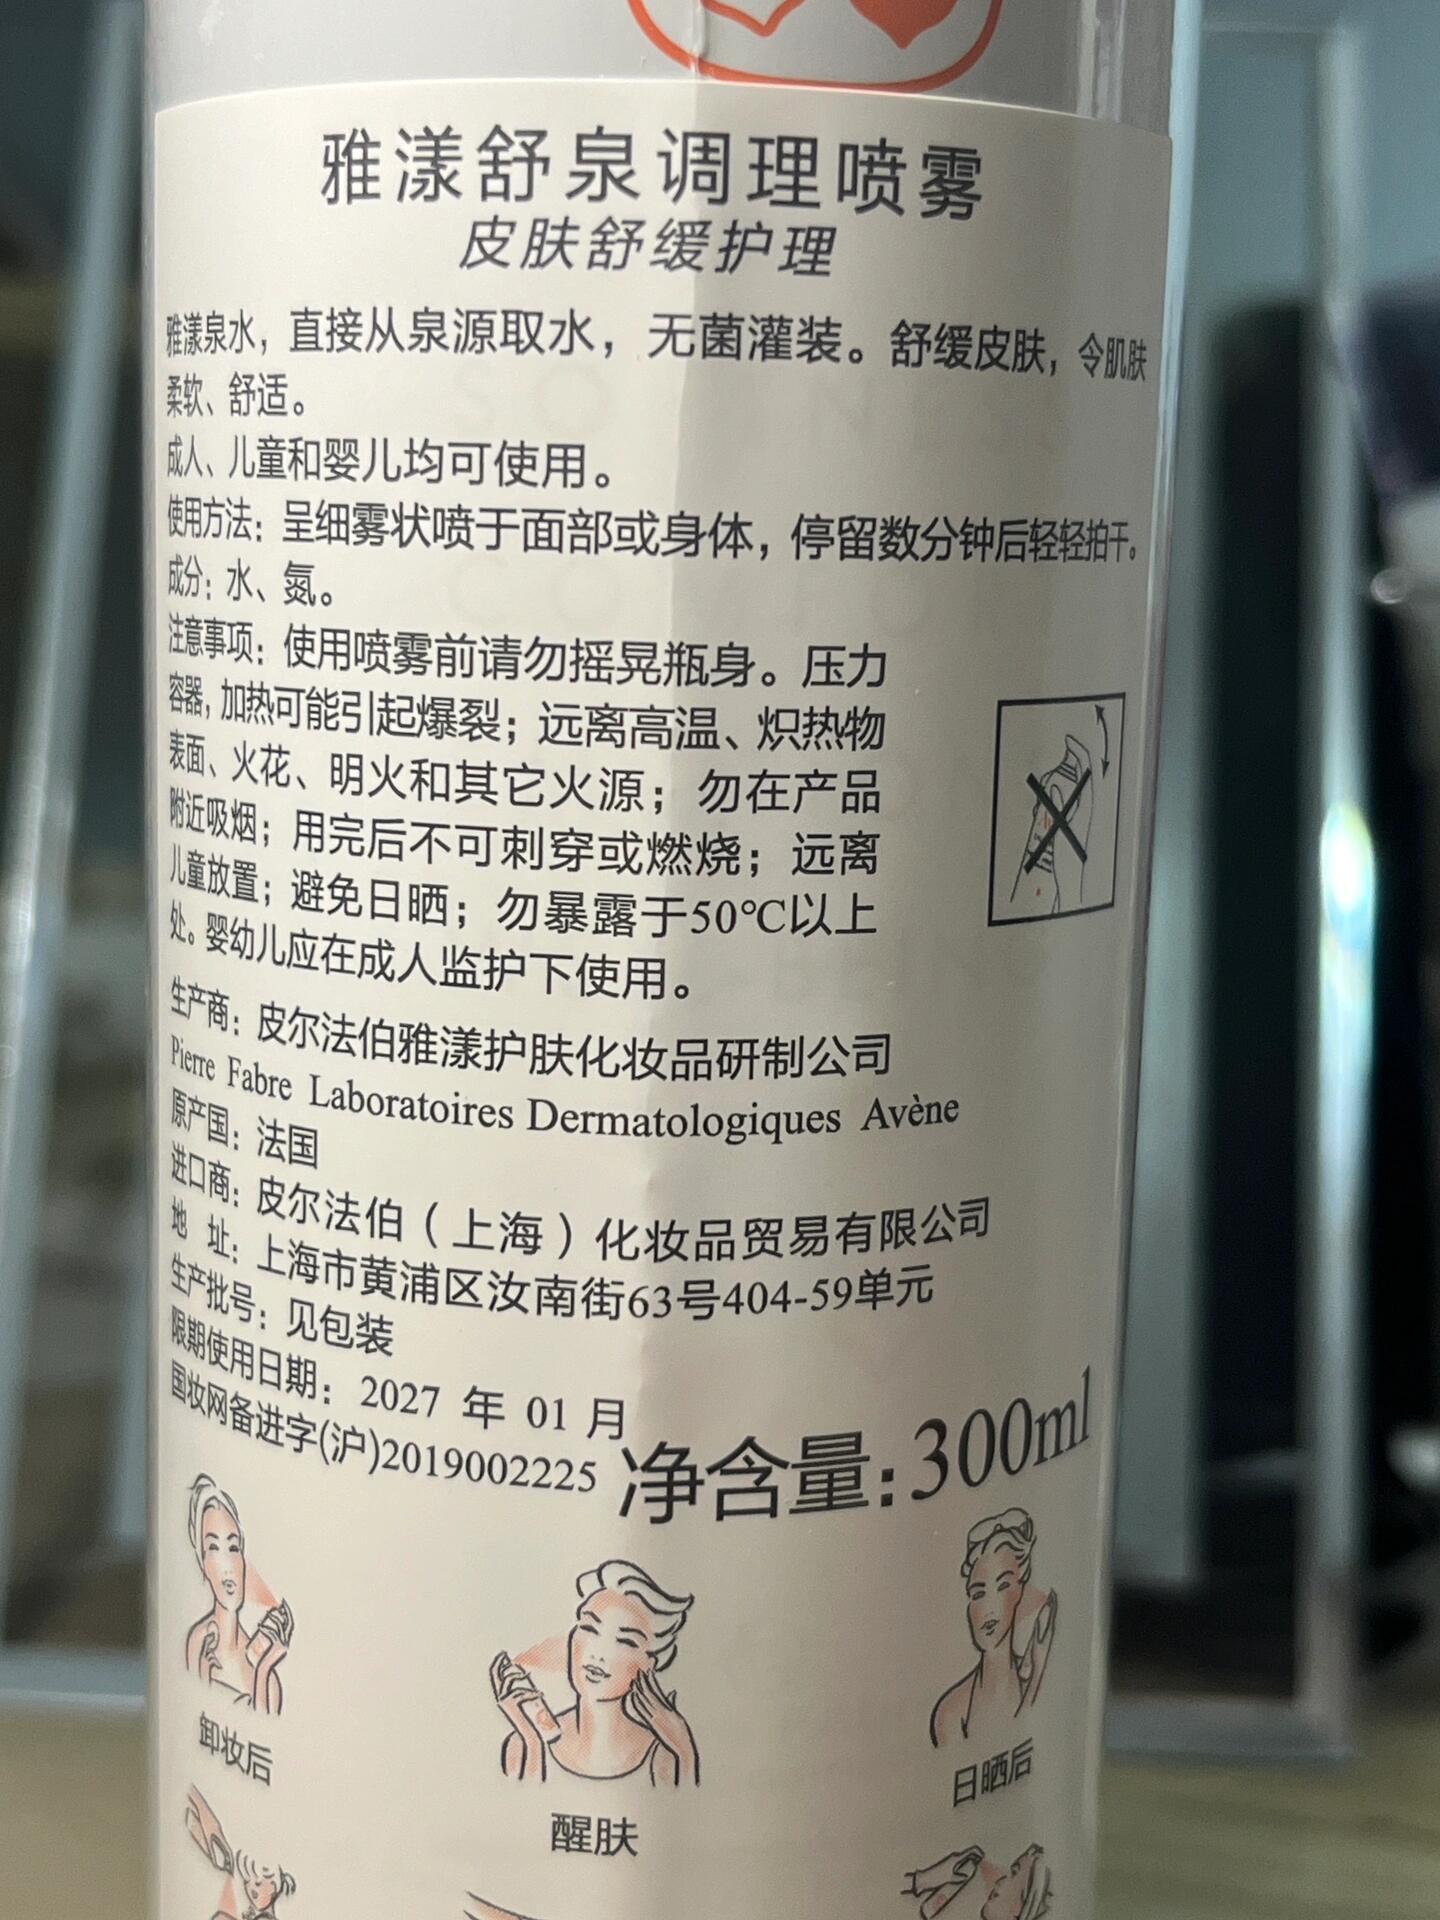 雅漾舒泉调理喷雾
皮肤舒缓护理
雅漾泉水，直接从泉源取水，无菌灌装。舒缓皮肤，令肌肤
柔软、舒适。
成人、儿童和婴儿均可使用。
使用方法：呈细雾状喷于面部或身体，停留数分钟后轻轻拍干。
成分：水、氮。
注意事项：使用喷雾前请勿摇晃瓶身。压力
容器，加热可能引起爆裂；远离高温、炽热物
表面、火花、明火和其它火源；勿在产品
附近吸烟；用完后不可刺穿或燃烧；远离
儿童放置；避免日晒；勿暴露于50℃以上
处。婴幼儿应在成人监护下使用。
生产商：皮尔法伯雅漾护肤化妆品研制公司
Pierre Fabre Laboratoires Dermatologiques Avène
原产国：法国
进口商：皮尔法伯（上海）化妆品贸易有限公司
地 址：上海市黄浦区汝南街63号404-59单元
生产批号：见包装
限期使用日期：2027 年 01 月
国妆网备进字(沪)2019002225
净含量:300ml
卸妆后
醒肤
日晒后